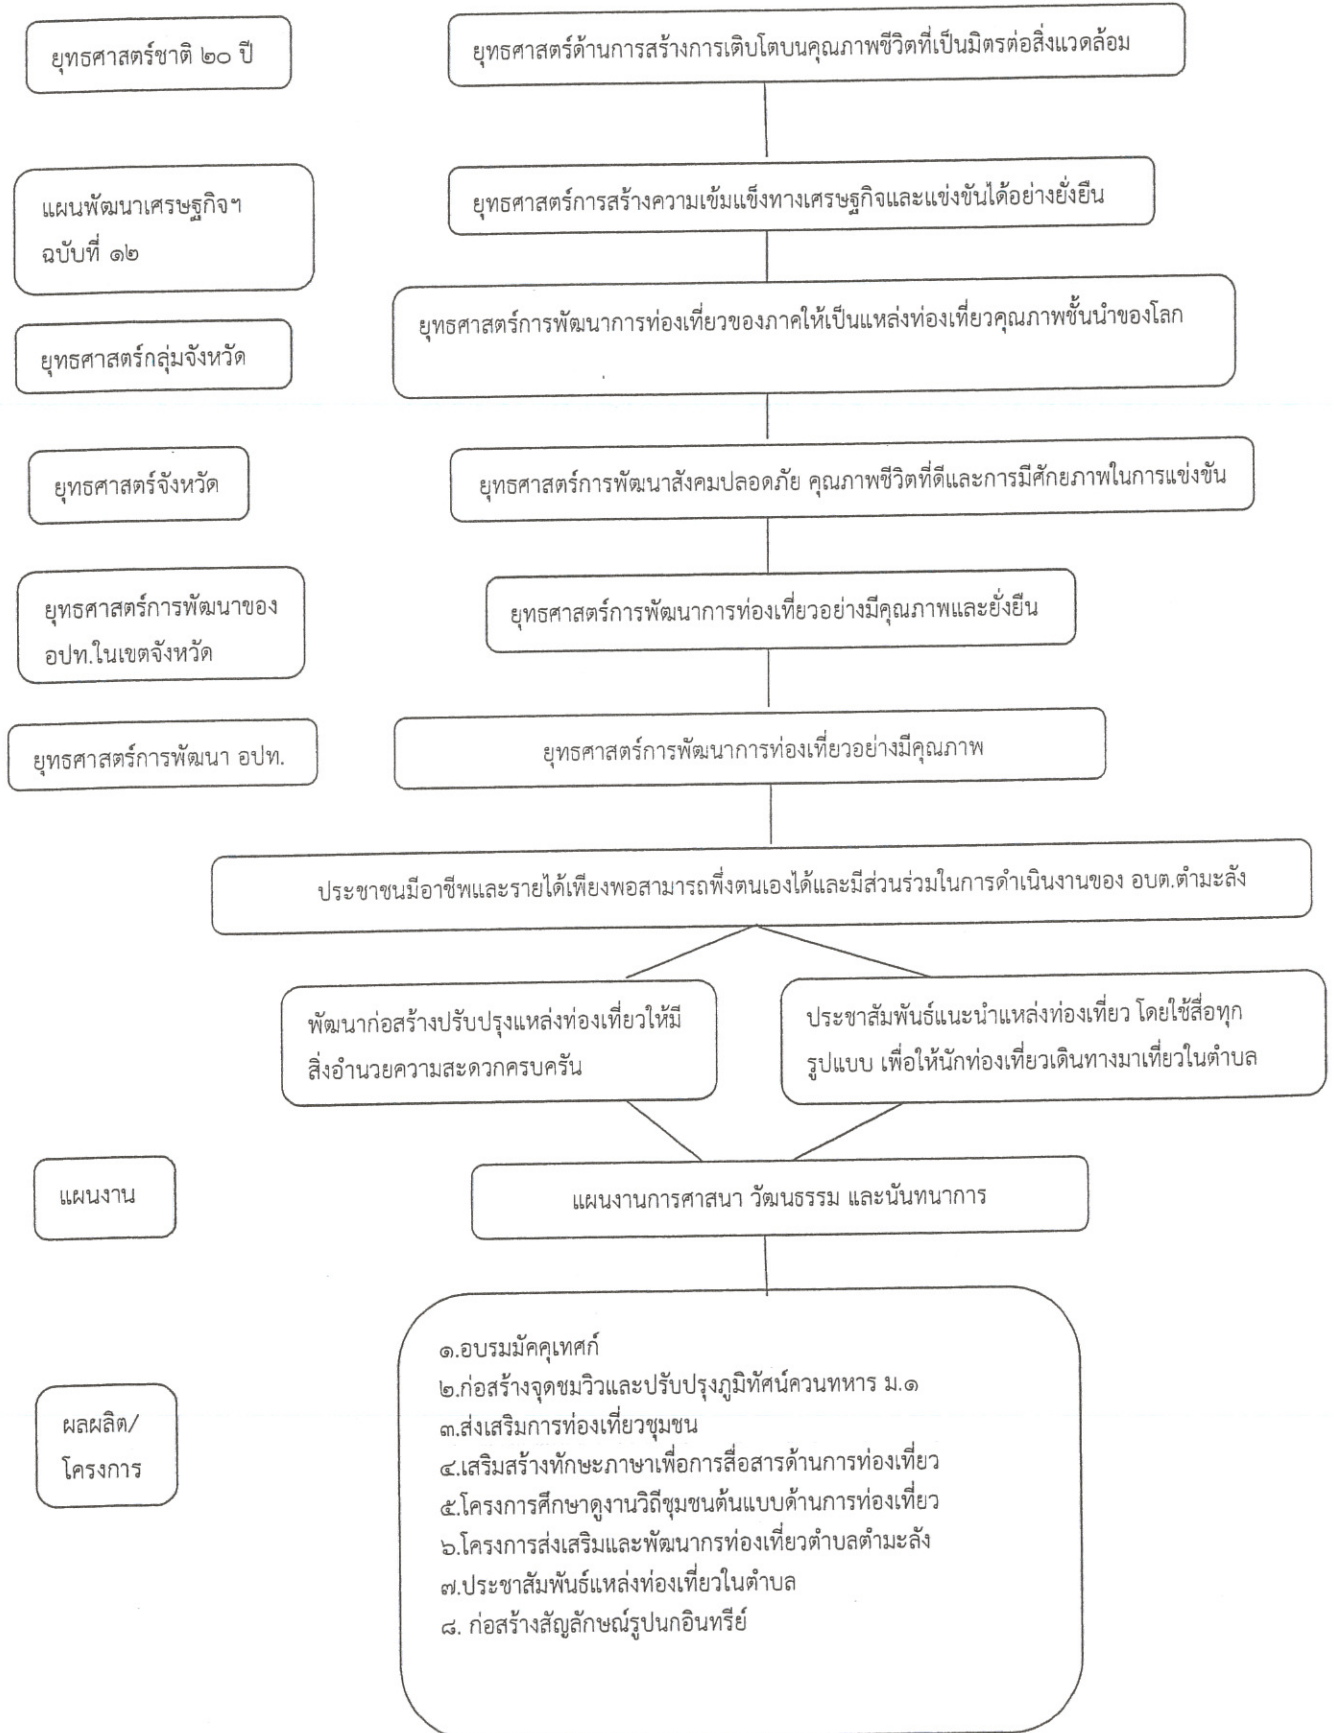 ยุทธศาสตร์ชาติ ๒๐ ปี
ยุทธศาสตร์ด้านการสร้างการเติบโตบนคุณภาพชีวิตที่เป็นมิตรต่อสิ่งแวดล้อม
แผนพัฒนาเศรษฐกิจฯ
ฉบับที่ ๑๒
ยุทธศาสตร์การสร้างความเข้มแข็งทางเศรษฐกิจและแข่งขันได้อย่างยั่งยืน
ยุทธศาสตร์กลุ่มจังหวัด
ยุทธศาสตร์การพัฒนาการท่องเที่ยวของภาคให้เป็นแหล่งท่องเที่ยวคุณภาพชั้นนำของโลก
ยุทธศาสตร์จังหวัด
ยุทธศาสตร์การพัฒนาสังคมปลอดภัย คุณภาพชีวิตที่ดีและการมีศักยภาพในการแข่งขัน
ยุทธศาสตร์การพัฒนาของ
อปท.ในเขตจังหวัด
ยุทธศาสตร์การพัฒนาการท่องเที่ยวอย่างมีคุณภาพและยั่งยืน
ยุทธศาสตร์การพัฒนา อปท.
ยุทธศาสตร์การพัฒนาการท่องเที่ยวอย่างมีคุณภาพ
ประชาชนมีอาชีพและรายได้เพียงพอสามารถพึ่งตนเองได้และมีส่วนร่วมในการดำเนินงานของ อบต.ตำมะลัง
พัฒนาก่อสร้างปรับปรุงแหล่งท่องเที่ยวให้มี
สิ่งอำนวยความสะดวกครบครัน
ประชาสัมพันธ์แนะนำแหล่งท่องเที่ยว โดยใช้สื่อทุก
รูปแบบ เพื่อให้นักท่องเที่ยวเดินทางมาเที่ยวในตำบล
แผนงาน
แผนงานการศาสนา วัฒนธรรม และนันทนาการ
ผลผลิต/
โครงการ
๑.อบรมมัคคุเทศก์
๒.ก่อสร้างจุดชมวิวและปรับปรุงภูมิทัศน์ควนทหาร ม.๑
๓.ส่งเสริมการท่องเที่ยวชุมชน
๔.เสริมสร้างทักษะภาษาเพื่อการสื่อสารด้านการท่องเที่ยว
๕.โครงการศึกษาดูงานวิถีชุมชนต้นแบบด้านการท่องเที่ยว
๖.โครงการส่งเสริมและพัฒนากรท่องเที่ยวตำบลตำมะลัง
๗.ประชาสัมพันธ์แหล่งท่องเที่ยวในตำบล
๘. ก่อสร้างสัญลักษณ์รูปนกอินทรีย์